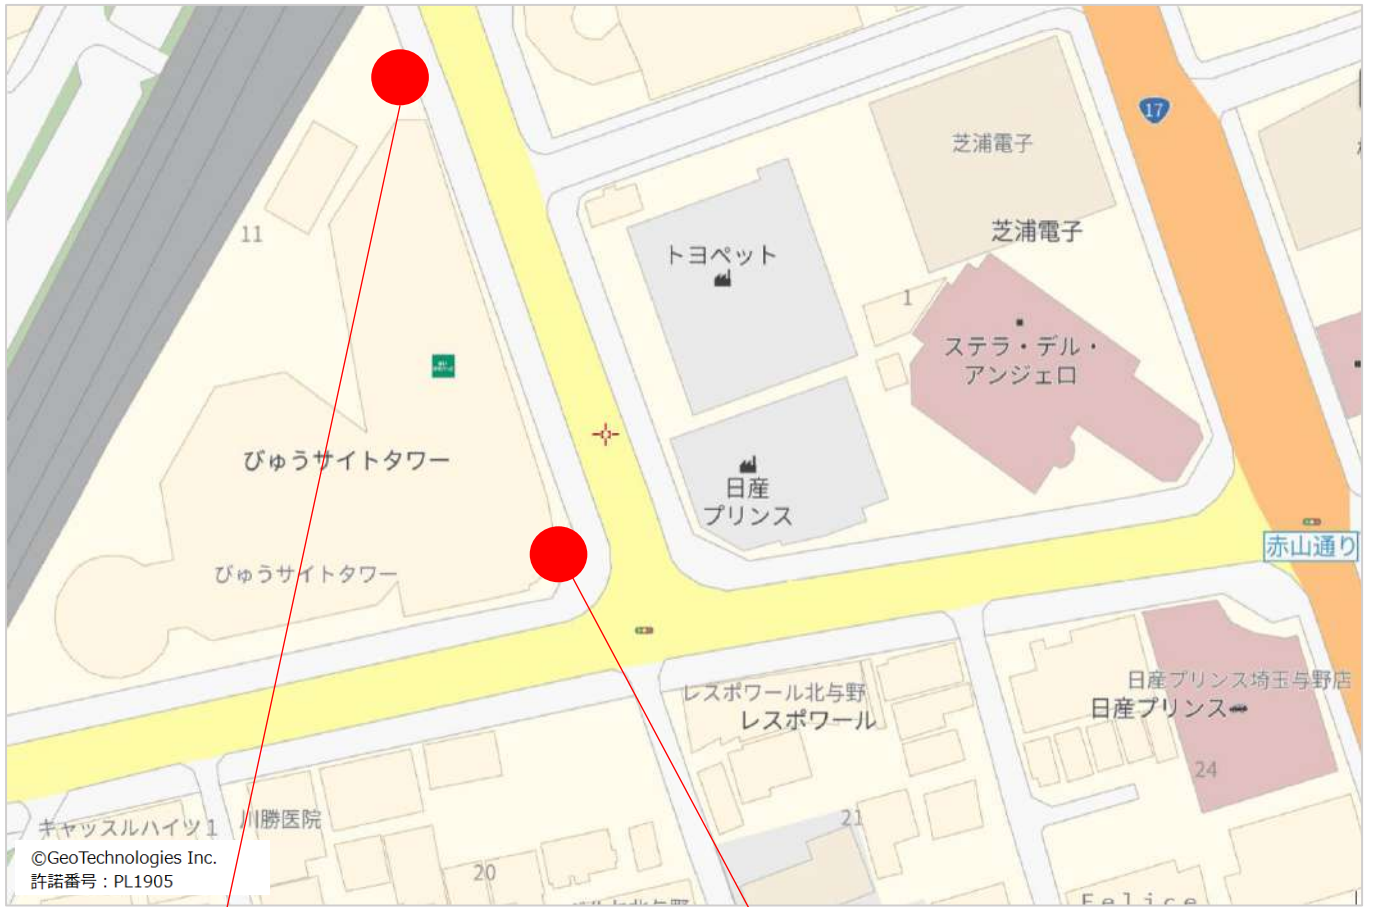 17
芝浦電子
11
芝浦電子
トヨペット
1
ステラ・デル・
アンジェロ
びゅうサイトタワー
日産
プリンス
赤山通り
びゅうサイトタワー
レスポワール北与野
レスポワール
日産プリンス埼玉与野店
日産プリンス
24
キャッスルハイツ1
川勝医院
21
©GeoTechnologies Inc.
許諾番号：PL1905
20
Felice